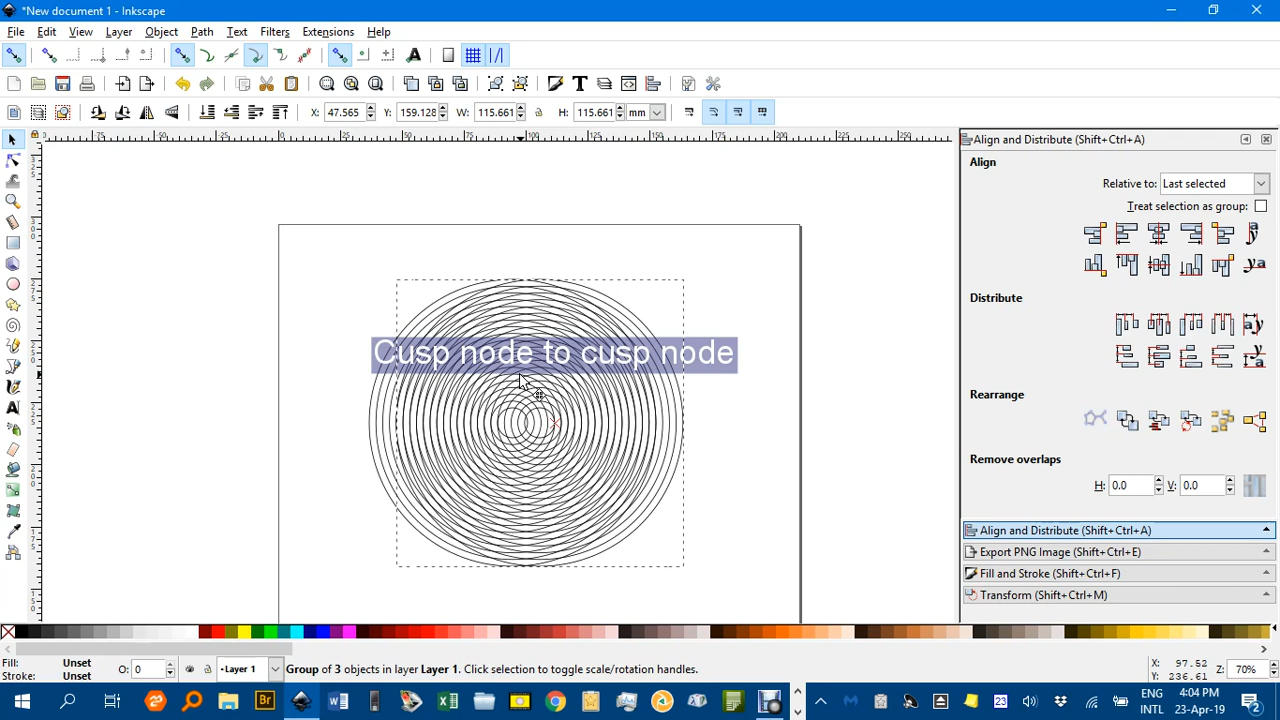 *New document 1 - Inkscape
File Edit View Layer Object Path Text Filters Extensions Help
X: 47.565 Y: 159.128 W: 115.661 H: 115.661 mm
Align and Distribute (Shift+Ctrl+A)
Align
Relative to: Last selected
Treat selection as group:
Distribute
Cusp node to cusp node
Rearrange
Remove overlaps
H: 0.0 V: 0.0
Align and Distribute (Shift+Ctrl+A)
Export PNG Image (Shift+Ctrl+E)
Fill and Stroke (Shift+Ctrl+F)
Transform (Shift+Ctrl+M)
Fill: Unset O: 0 Layer 1 Group of 3 objects in layer Layer 1. Click selection to toggle scale/rotation handles. X: 97.52 Z: 70%
Stroke: Unset Y: 236.61
ENG 4:04 PM
INTL 23-Apr-19